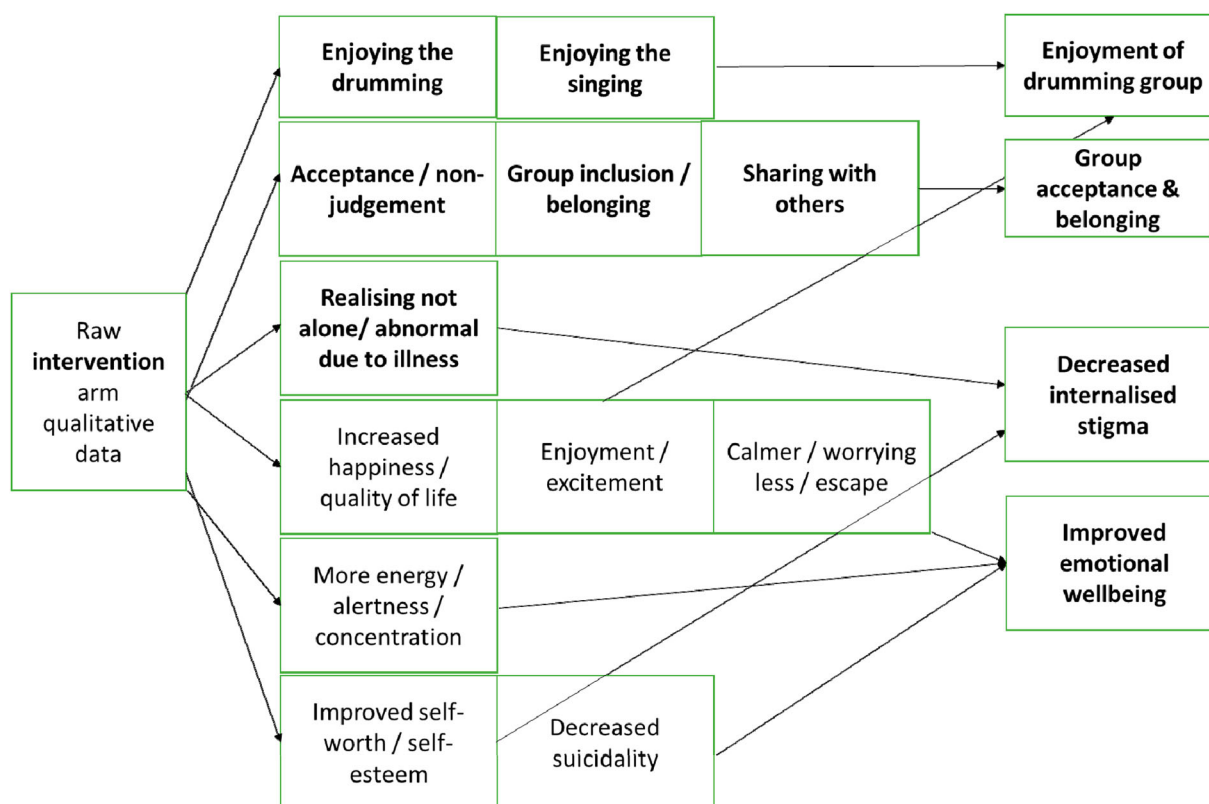 Raw
intervention
arm
qualitative
data
Enjoying the
drumming
Enjoying the
singing
Acceptance / non-
judgement
Group inclusion /
belonging
Sharing with
others
Realising not
alone/ abnormal
due to illness
Increased
happiness /
quality of life
Enjoyment /
excitement
Calmer / worrying
less / escape
More energy /
alertness /
concentration
Improved self-
worth / self-
esteem
Decreased
suicidality
Enjoyment of
drumming group
Group
acceptance &
belonging
Decreased
internalised
stigma
Improved
emotional
wellbeing